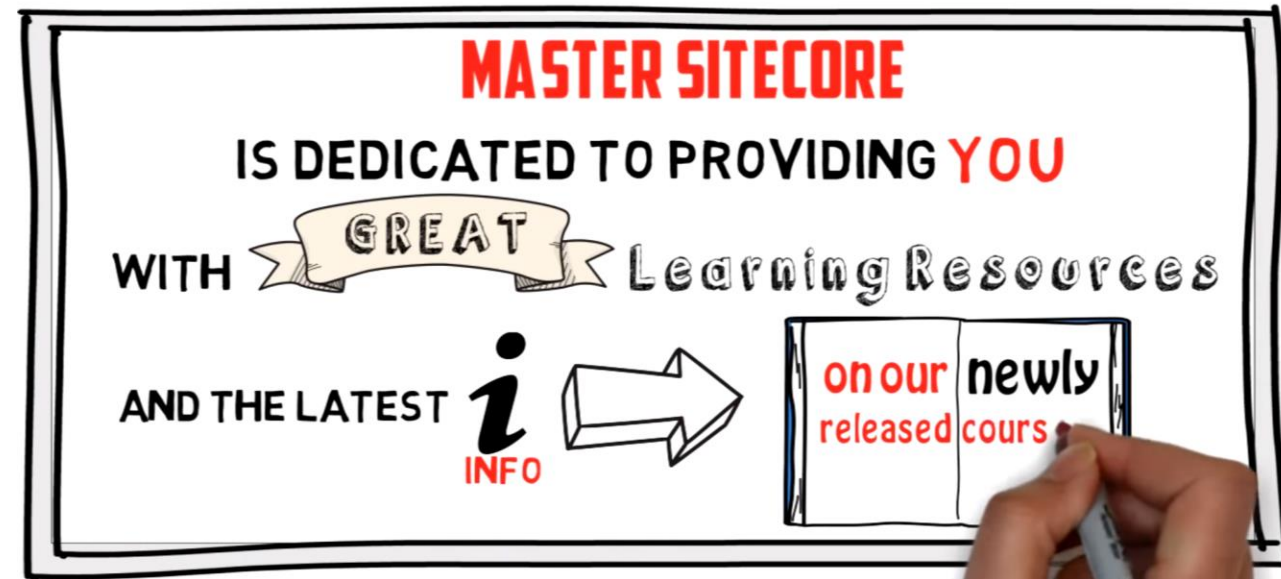 MASTER SITECORE
IS DEDICATED TO PROVIDING YOU
WITH GREAT Learning Resources
AND THE LATEST i INFO
on our newly
released cours